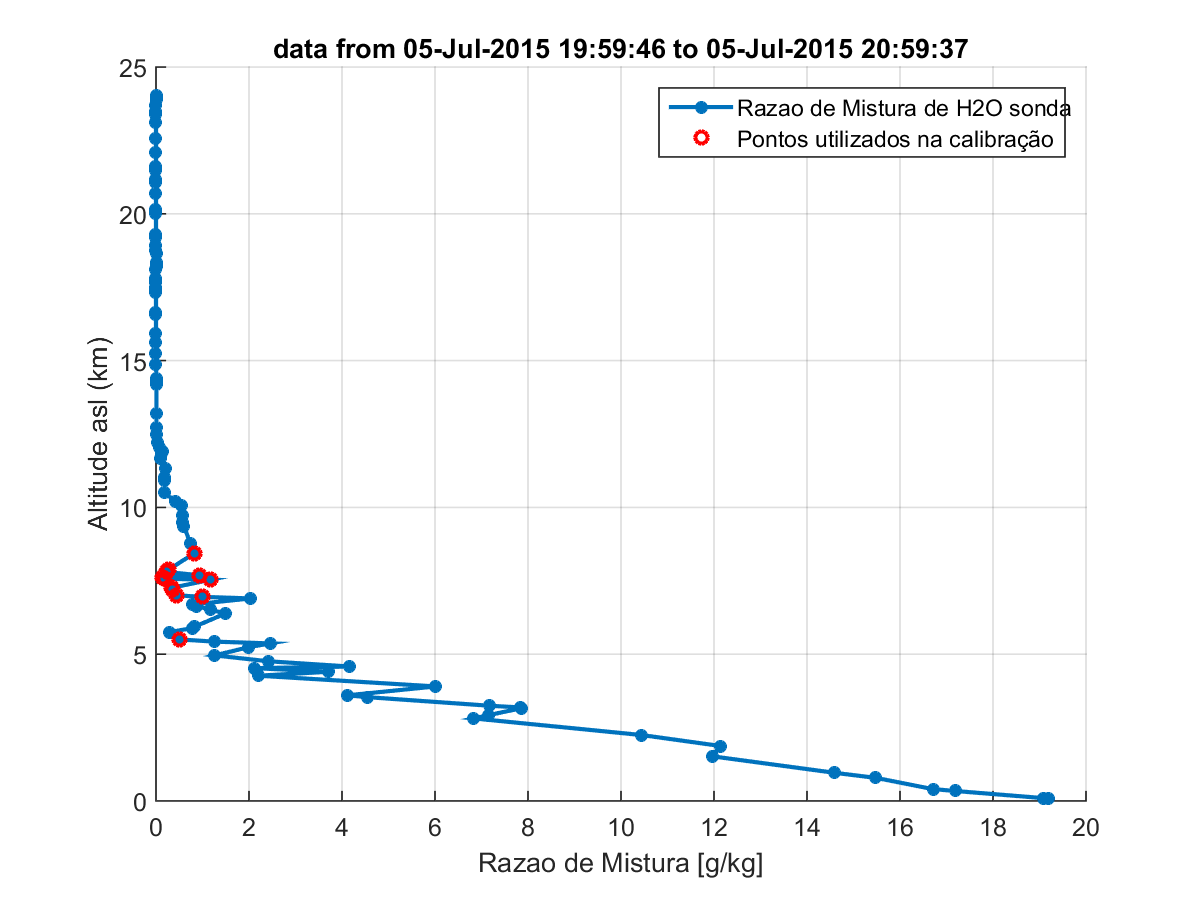 data from 05-Jul-2015 19:59:46 to 05-Jul-2015 20:59:37
Razao de Mistura de H2O sonda
Pontos utilizados na calibração
Altitude asl (km)
25
20
15
10
5
0
0 2 4 6 8 10 12 14 16 18 20
Razao de Mistura [g/kg]